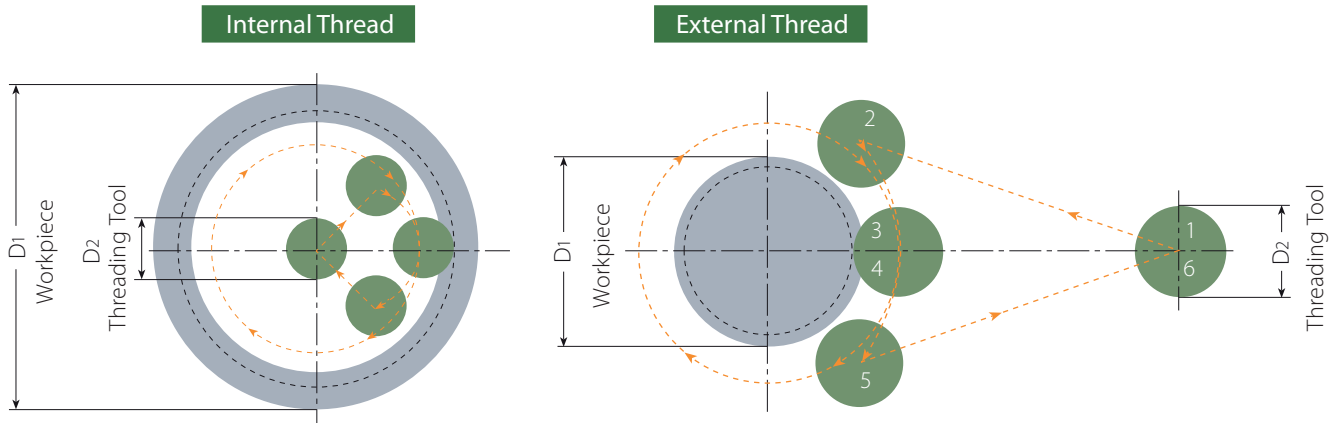 Internal Thread
External Thread
D1
Workpiece
D2
Threading Tool
D1
Workpiece
2
3
4
5
1
6
D2
Threading Tool